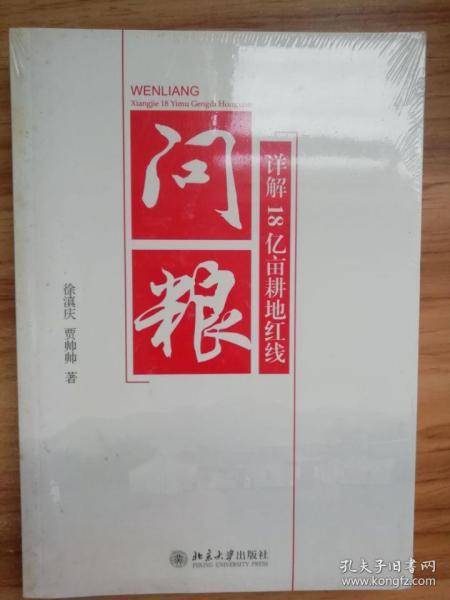 WENLIANG
Xiangjie 18 Yimu Gengdi Hongxian
问
粮
详解 18 亿亩耕地红线
徐滇庆 贾帅帅 著
北京大学出版社
PEKING UNIVERSITY PRESS
孔夫子旧书网
www.kongfz.com